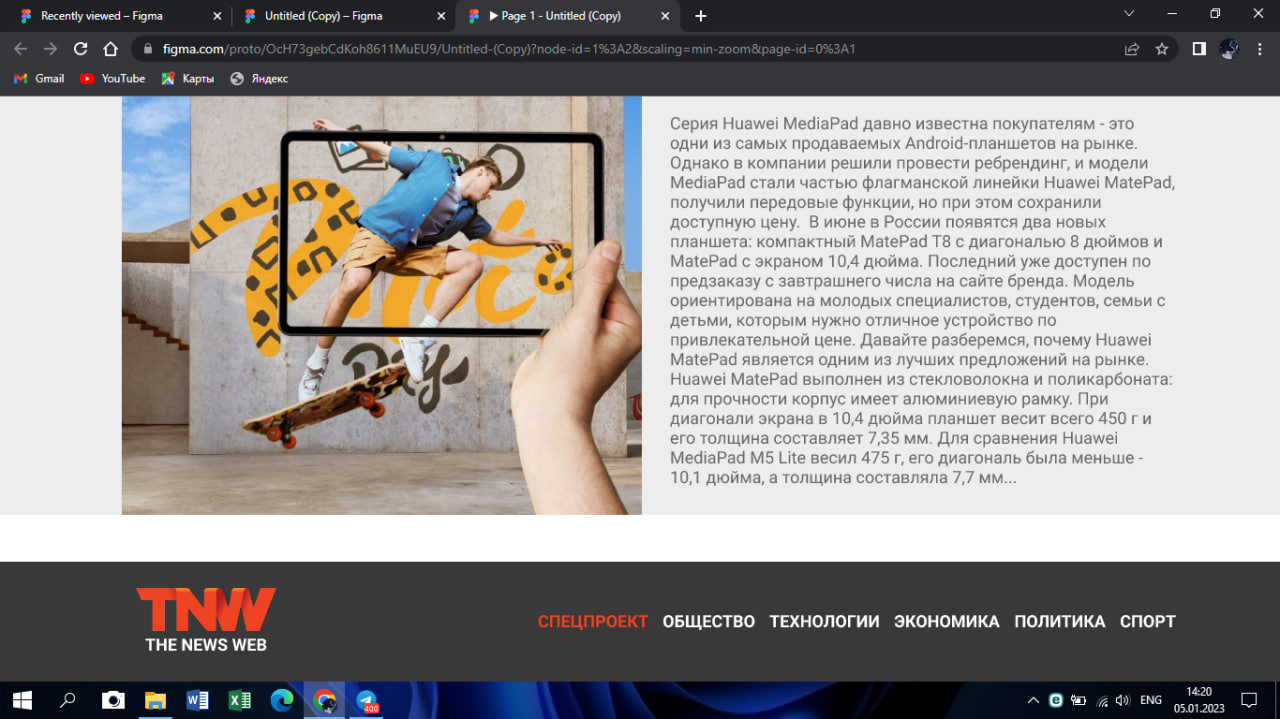 Recently viewed – Figma
Untitled (Copy) – Figma
Page 1 - Untitled (Copy)
figma.com/proto/OcH73gebCdKoh8611MuEU9/Untitled-(Copy)?node-id=1%3A2&scaling=min-zoom&page-id=0%3A1
Gmail
YouTube
Карты
Яндекс
Серия Huawei MediaPad давно известна покупателям - это
одни из самых продаваемых Android-планшетов на рынке.
Однако в компании решили провести ребрендинг, и модели
MediaPad стали частью флагманской линейки Huawei MatePad,
получили передовые функции, но при этом сохранили
доступную цену.  В июне в России появятся два новых
планшета: компактный MatePad T8 с диагональю 8 дюймов и
MatePad с экраном 10,4 дюйма. Последний уже доступен по
предзаказу с завтрашнего числа на сайте бренда. Модель
ориентирована на молодых специалистов, студентов, семьи с
детьми, которым нужно отличное устройство по
привлекательной цене. Давайте разберемся, почему Huawei
MatePad является одним из лучших предложений на рынке.
Huawei MatePad выполнен из стекловолокна и поликарбоната:
для прочности корпус имеет алюминиевую рамку. При
диагонали экрана в 10,4 дюйма планшет весит всего 450 г и
его толщина составляет 7,35 мм. Для сравнения Huawei
MediaPad M5 Lite весил 475 г, его диагональ была меньше -
10,1 дюйма, а толщина составляла 7,7 мм...
TNW
THE NEWS WEB
СПЕЦПРОЕКТ
ОБЩЕСТВО
ТЕХНОЛОГИИ
ЭКОНОМИКА
ПОЛИТИКА
СПОРТ
400
ENG
14:20
05.01.2023